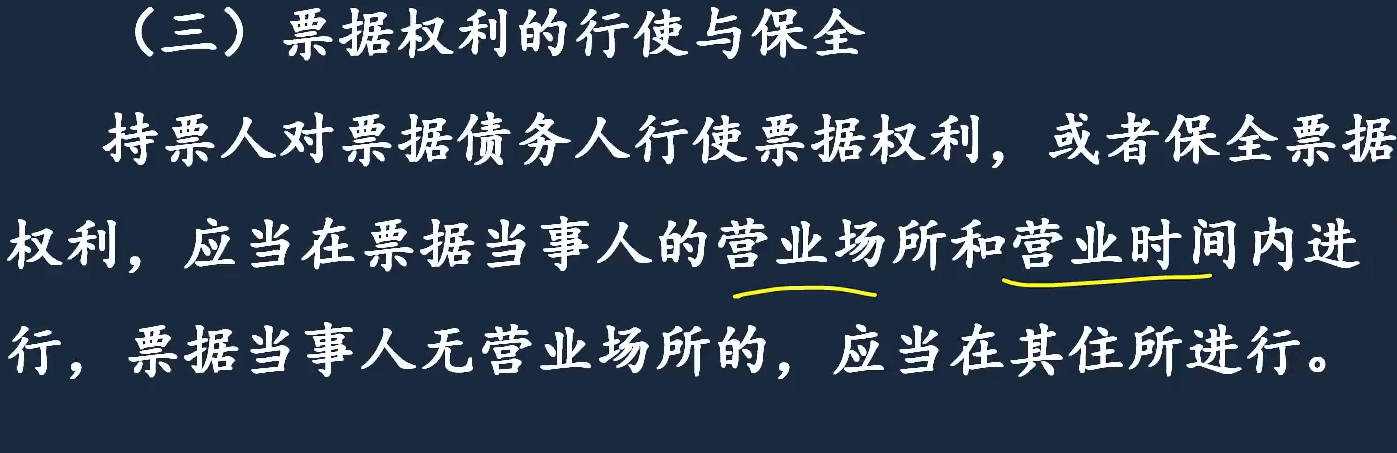 （三）票据权利的行使与保全
持票人对票据债务人行使票据权利，或者保全票据
权利，应当在票据当事人的营业场所和营业时间内进
行，票据当事人无营业场所的，应当在其住所进行。